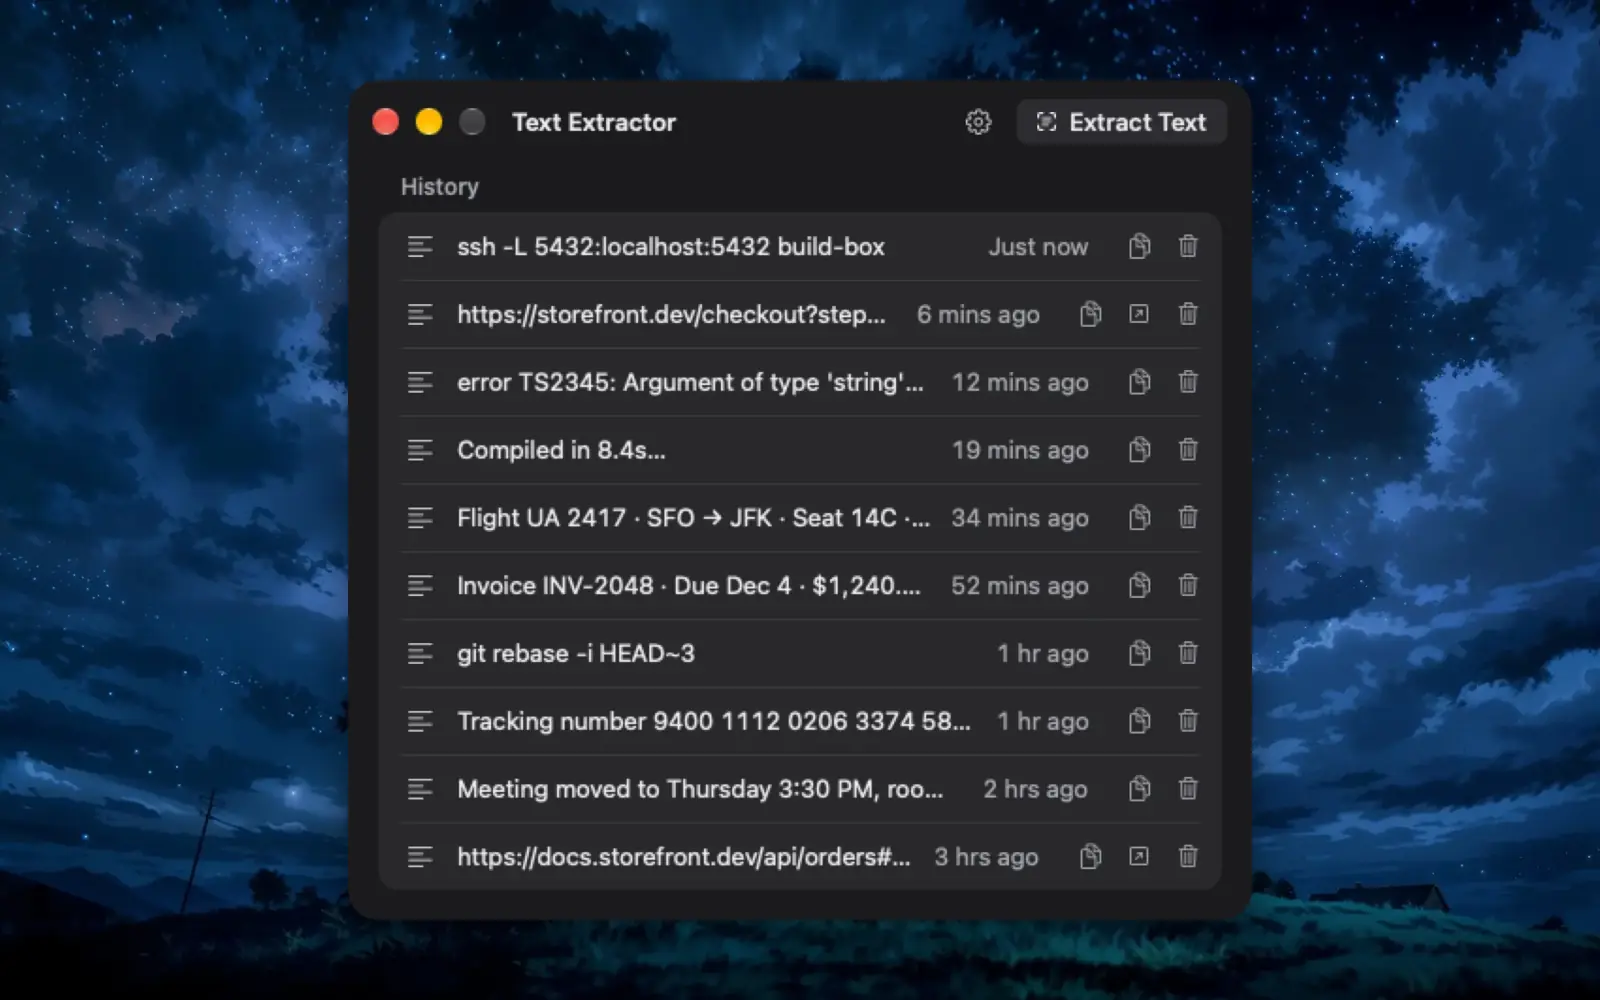 Text Extractor
Extract Text
History
ssh -L 5432:localhost:5432 build-box Just now
https://storefront.dev/checkout?step... 6 mins ago
error TS2345: Argument of type 'string'... 12 mins ago
Compiled in 8.4s... 19 mins ago
Flight UA 2417 · SFO → JFK · Seat 14C ·... 34 mins ago
Invoice INV-2048 · Due Dec 4 · $1,240.... 52 mins ago
git rebase -i HEAD~3 1 hr ago
Tracking number 9400 1112 0206 3374 58... 1 hr ago
Meeting moved to Thursday 3:30 PM, roo... 2 hrs ago
https://docs.storefront.dev/api/orders#... 3 hrs ago